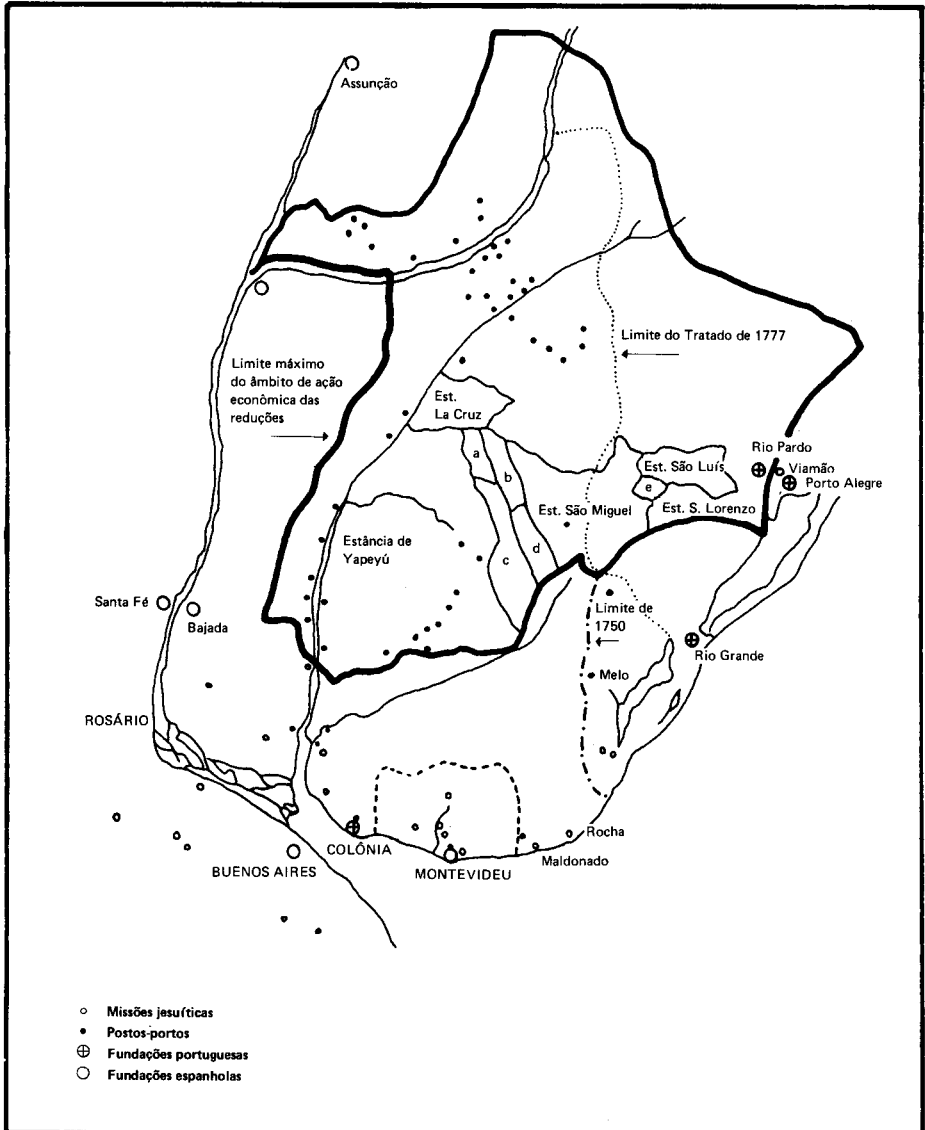 Assunção
Limite do Tratado de 1777
Limite máximo
do âmbito de ação
econômica das
reduções
Est.
La Cruz
a
b
c
d
e
Rio Pardo
Viamão
Porto Alegre
Est. São Luís
Est. São Miguel
Est. S. Lorenzo
Estância de
Yapeyú
Santa Fé
Bajada
Limite de
1750
Rio Grande
Melo
ROSÁRIO
Rocha
COLÔNIA
Maldonado
BUENOS AIRES
MONTEVIDEU
Missões jesuíticas
Postos-portos
Fundações portuguesas
Fundações espanholas